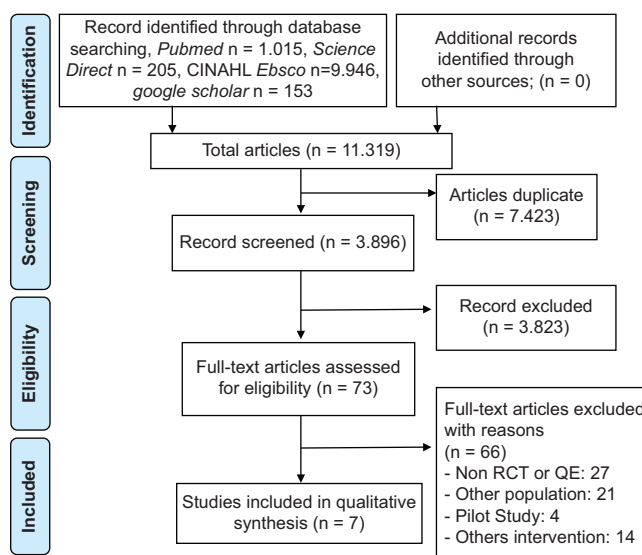 Identification
Record identified through database
searching, Pubmed n = 1.015, Science
Direct n = 205, CINAHL Ebsco n=9.946,
google scholar n = 153
Additional records
identified through
other sources; (n = 0)
Total articles (n = 11.319)
Screening
Articles duplicate
(n = 7.423)
Record screened (n = 3.896)
Record excluded
(n = 3.823)
Eligibility
Full-text articles assessed
for eligibility (n = 73)
Full-text articles excluded
with reasons
(n = 66)
- Non RCT or QE: 27
- Other population: 21
- Pilot Study: 4
- Others intervention: 14
Included
Studies included in qualitative
synthesis (n = 7)